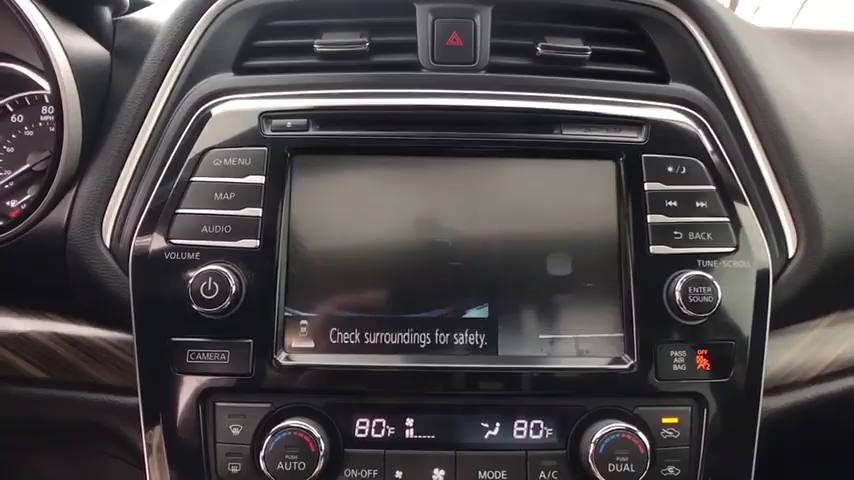 80
60
100
MENU
MAP
AUDIO
VOLUME
BACK
TUNE·SCROLL
ENTER
SOUND
Check surroundings for safety.
CAMERA
PASS
AIR
BAG
OFF
80°F
80°F
PUSH
AUTO
ON·OFF
MODE
A/C
PUSH
DUAL